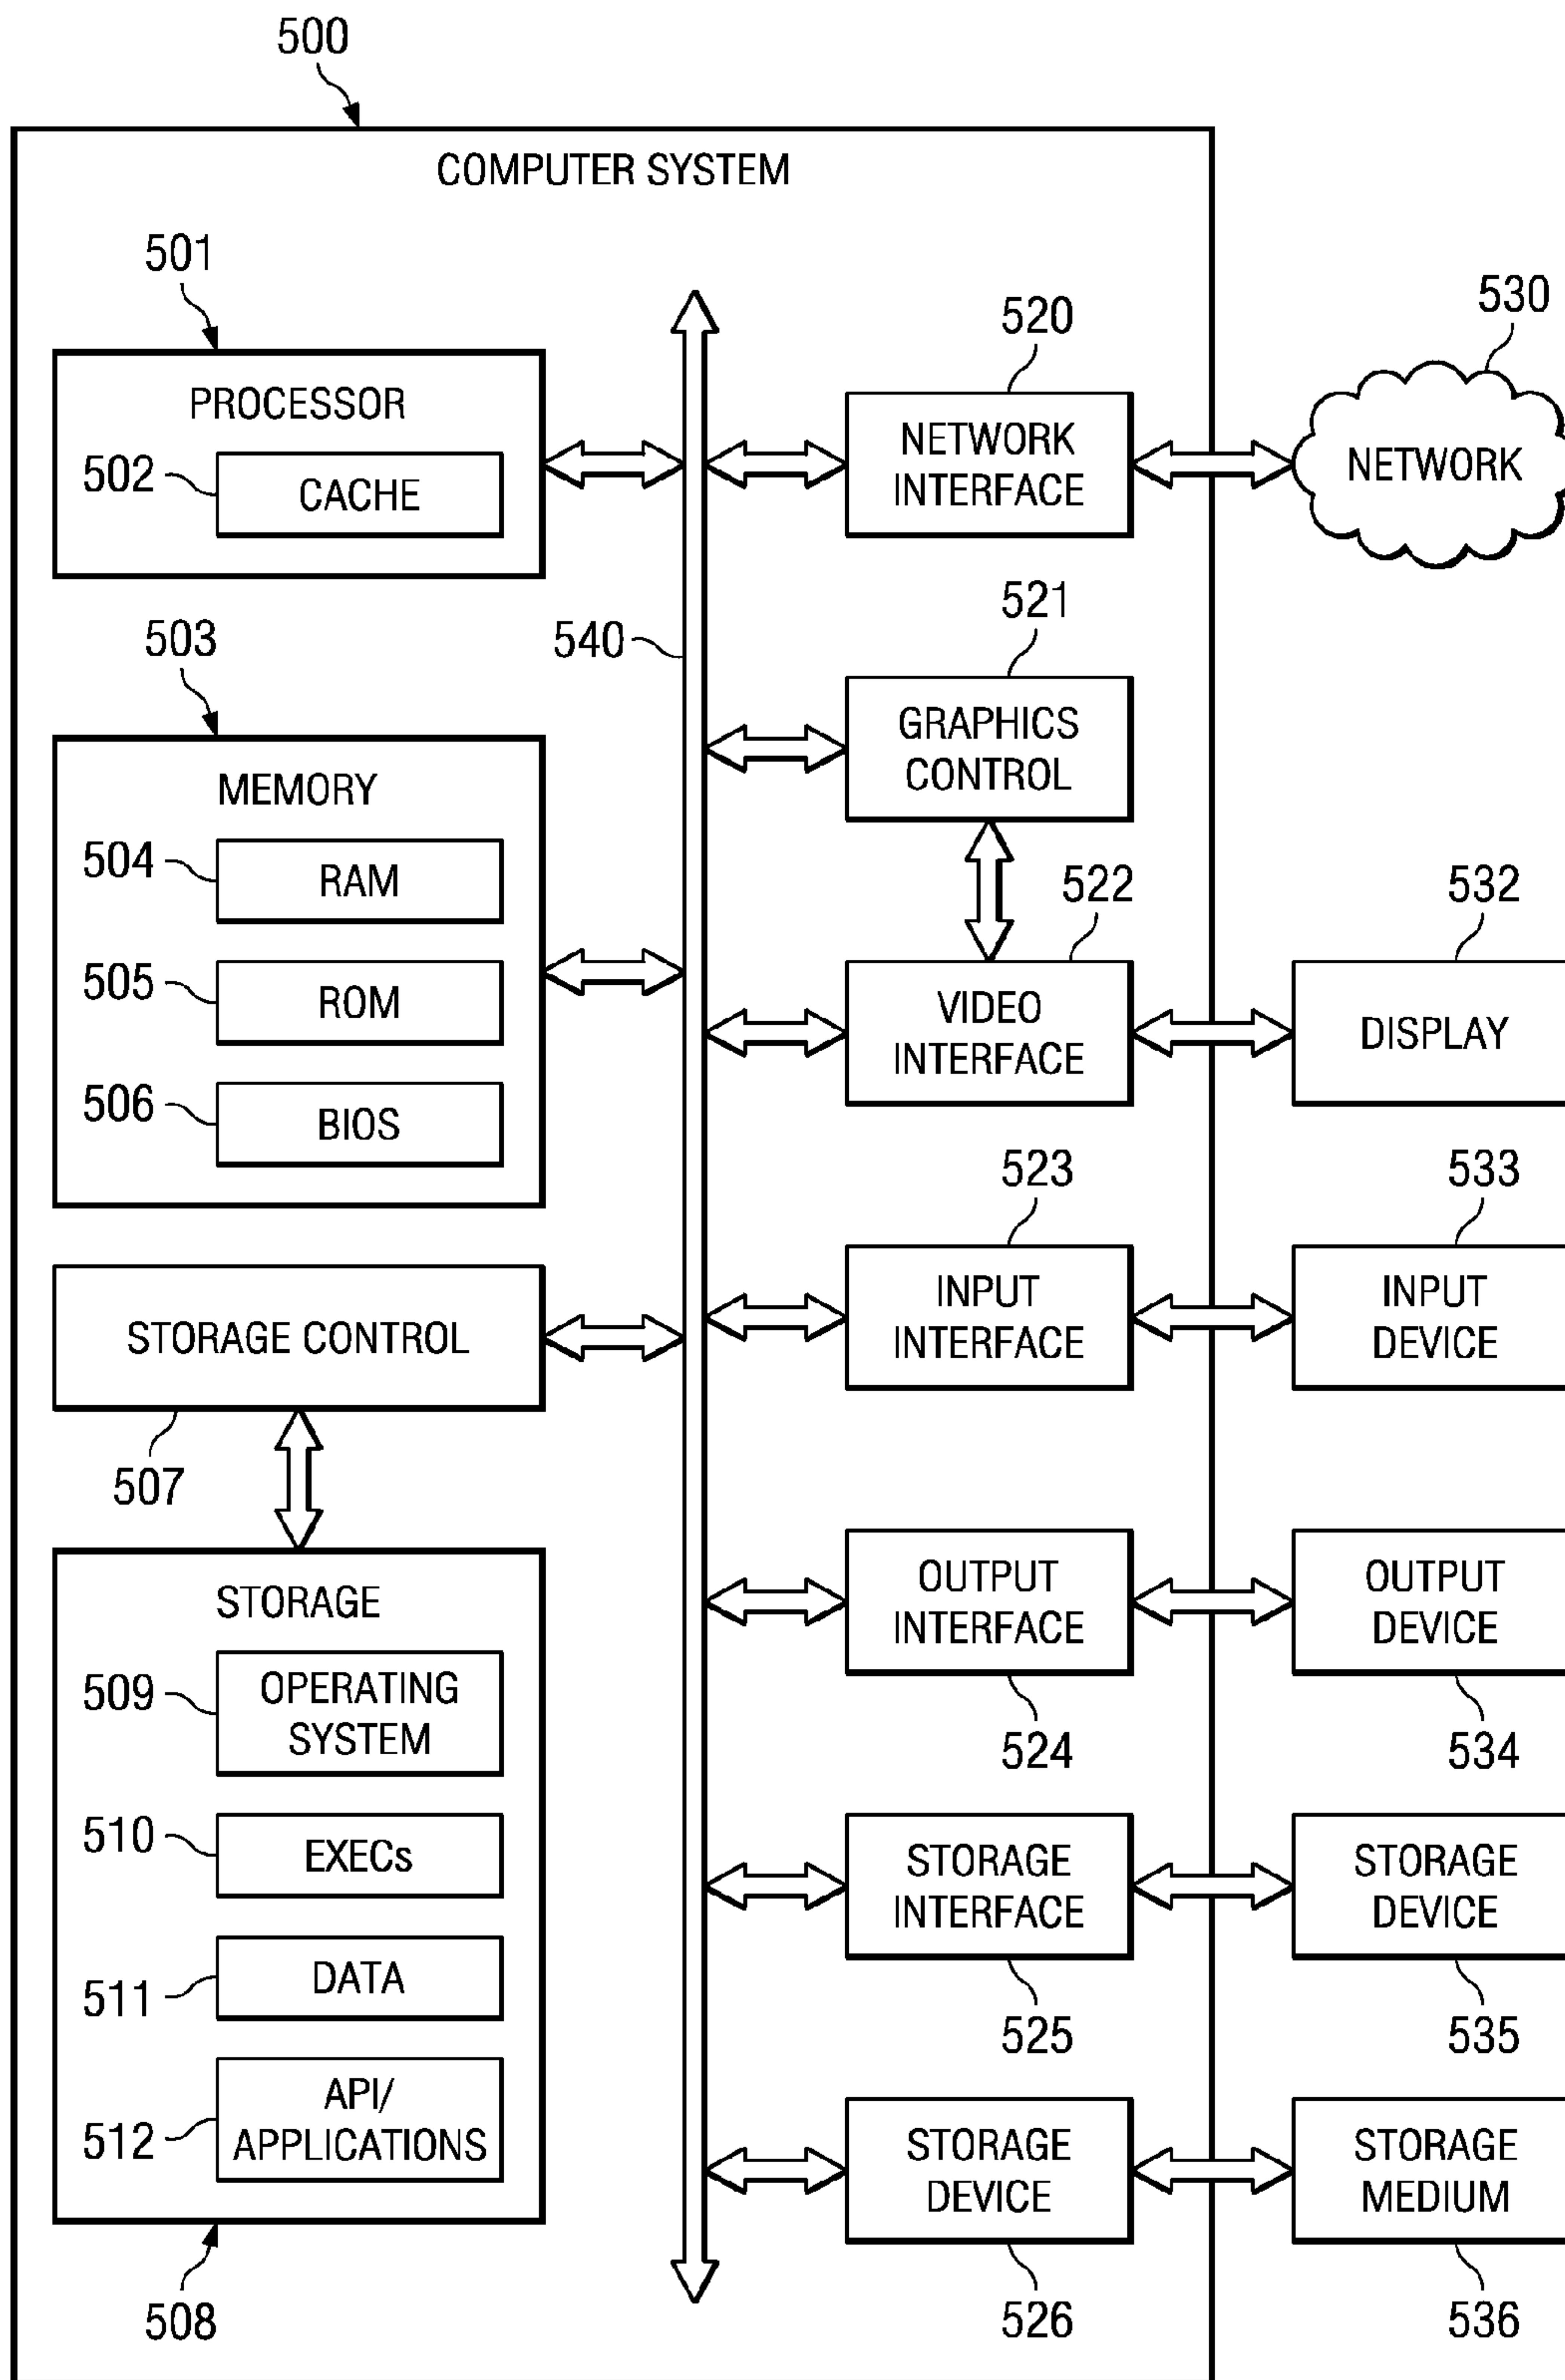 500
COMPUTER SYSTEM
501
PROCESSOR
502
CACHE
503
MEMORY
504
RAM
505
ROM
506
BIOS
STORAGE CONTROL
507
STORAGE
509
OPERATING
SYSTEM
510
EXECs
511
DATA
512
API/
APPLICATIONS
508
540
520
NETWORK
INTERFACE
530
NETWORK
521
GRAPHICS
CONTROL
522
VIDEO
INTERFACE
532
DISPLAY
523
INPUT
INTERFACE
533
INPUT
DEVICE
OUTPUT
INTERFACE
524
OUTPUT
DEVICE
534
STORAGE
INTERFACE
525
STORAGE
DEVICE
535
STORAGE
DEVICE
526
STORAGE
MEDIUM
536